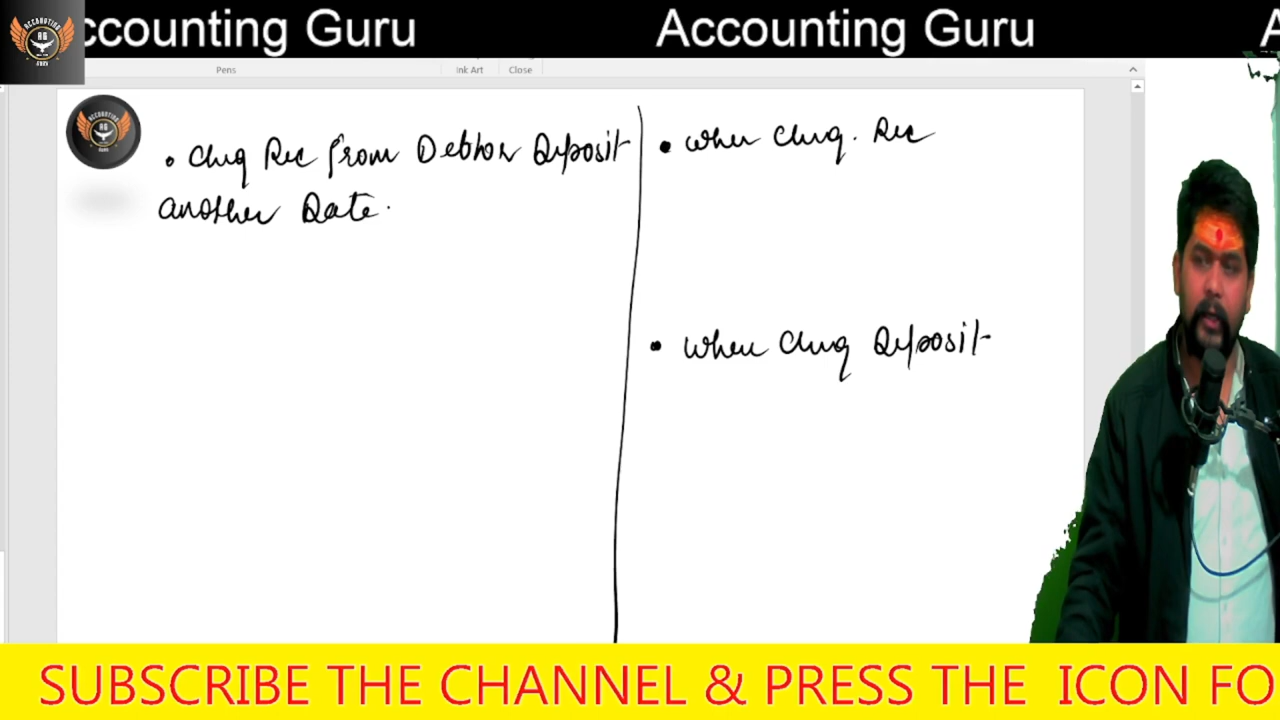 ccounting Guru
Accounting Guru
A
Pens
Ink Art
Close
• Chq Rec from Debtor Deposit
another Date.
• when Chq. Rec
• when Chq Deposit
SUBSCRIBE THE CHANNEL & PRESS THE ICON FO